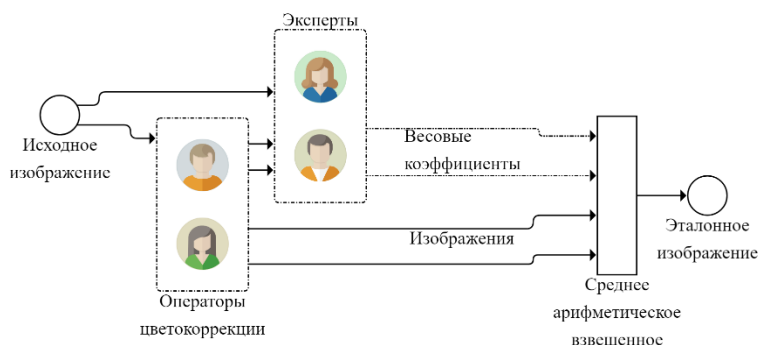 Эксперты
Исходное
изображение
Весовые
коэффициенты
Изображения
Эталонное
изображение
Операторы
цветокоррекции
Среднее
арифметическое
взвешенное